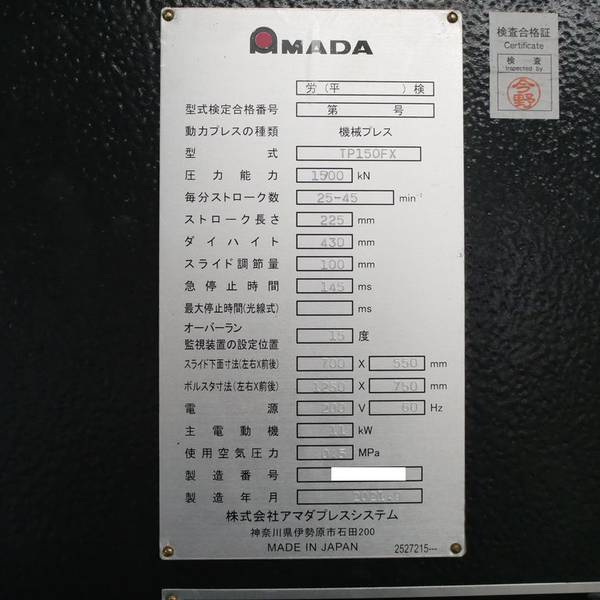 AMADA
労(平 )検
型式検定合格番号 第 号
動力プレスの種類 機械プレス
型 式 TP150FX
圧力能力 1500 kN
毎分ストローク数 25-45 min⁻¹
ストローク長さ 225 mm
ダイハイト 430 mm
スライド調節量 100 mm
急停止時間 145 ms
最大停止時間(光線式) ms
オーバーラン
監視装置の設定位置 15 度
スライド下面寸法(左右X前後) 700 X 550 mm
ボルスタ寸法(左右X前後) 1250 X 750 mm
電 源 200 V 60 Hz
主電動機 11 kW
使用空気圧力 0.5 MPa
製造番号
製造年月
株式会社アマダプレスシステム
神奈川県伊勢原市石田200
MADE IN JAPAN 2527215---
検査合格証
Certificate
検 査
Inspected by
今野